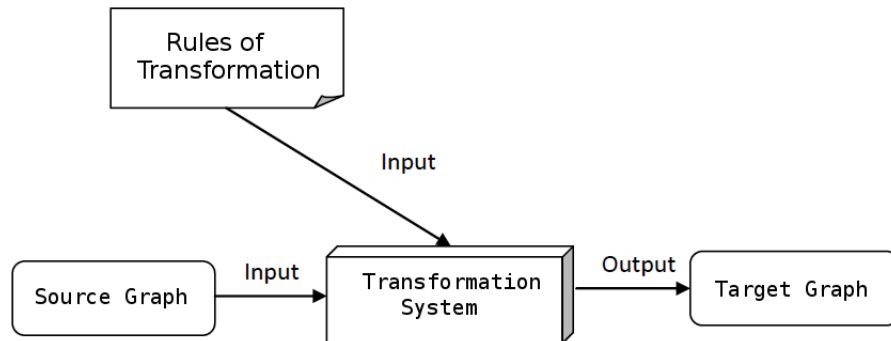 Rules of
Transformation
Input
Input
Output
Source Graph
Transformation
System
Target Graph